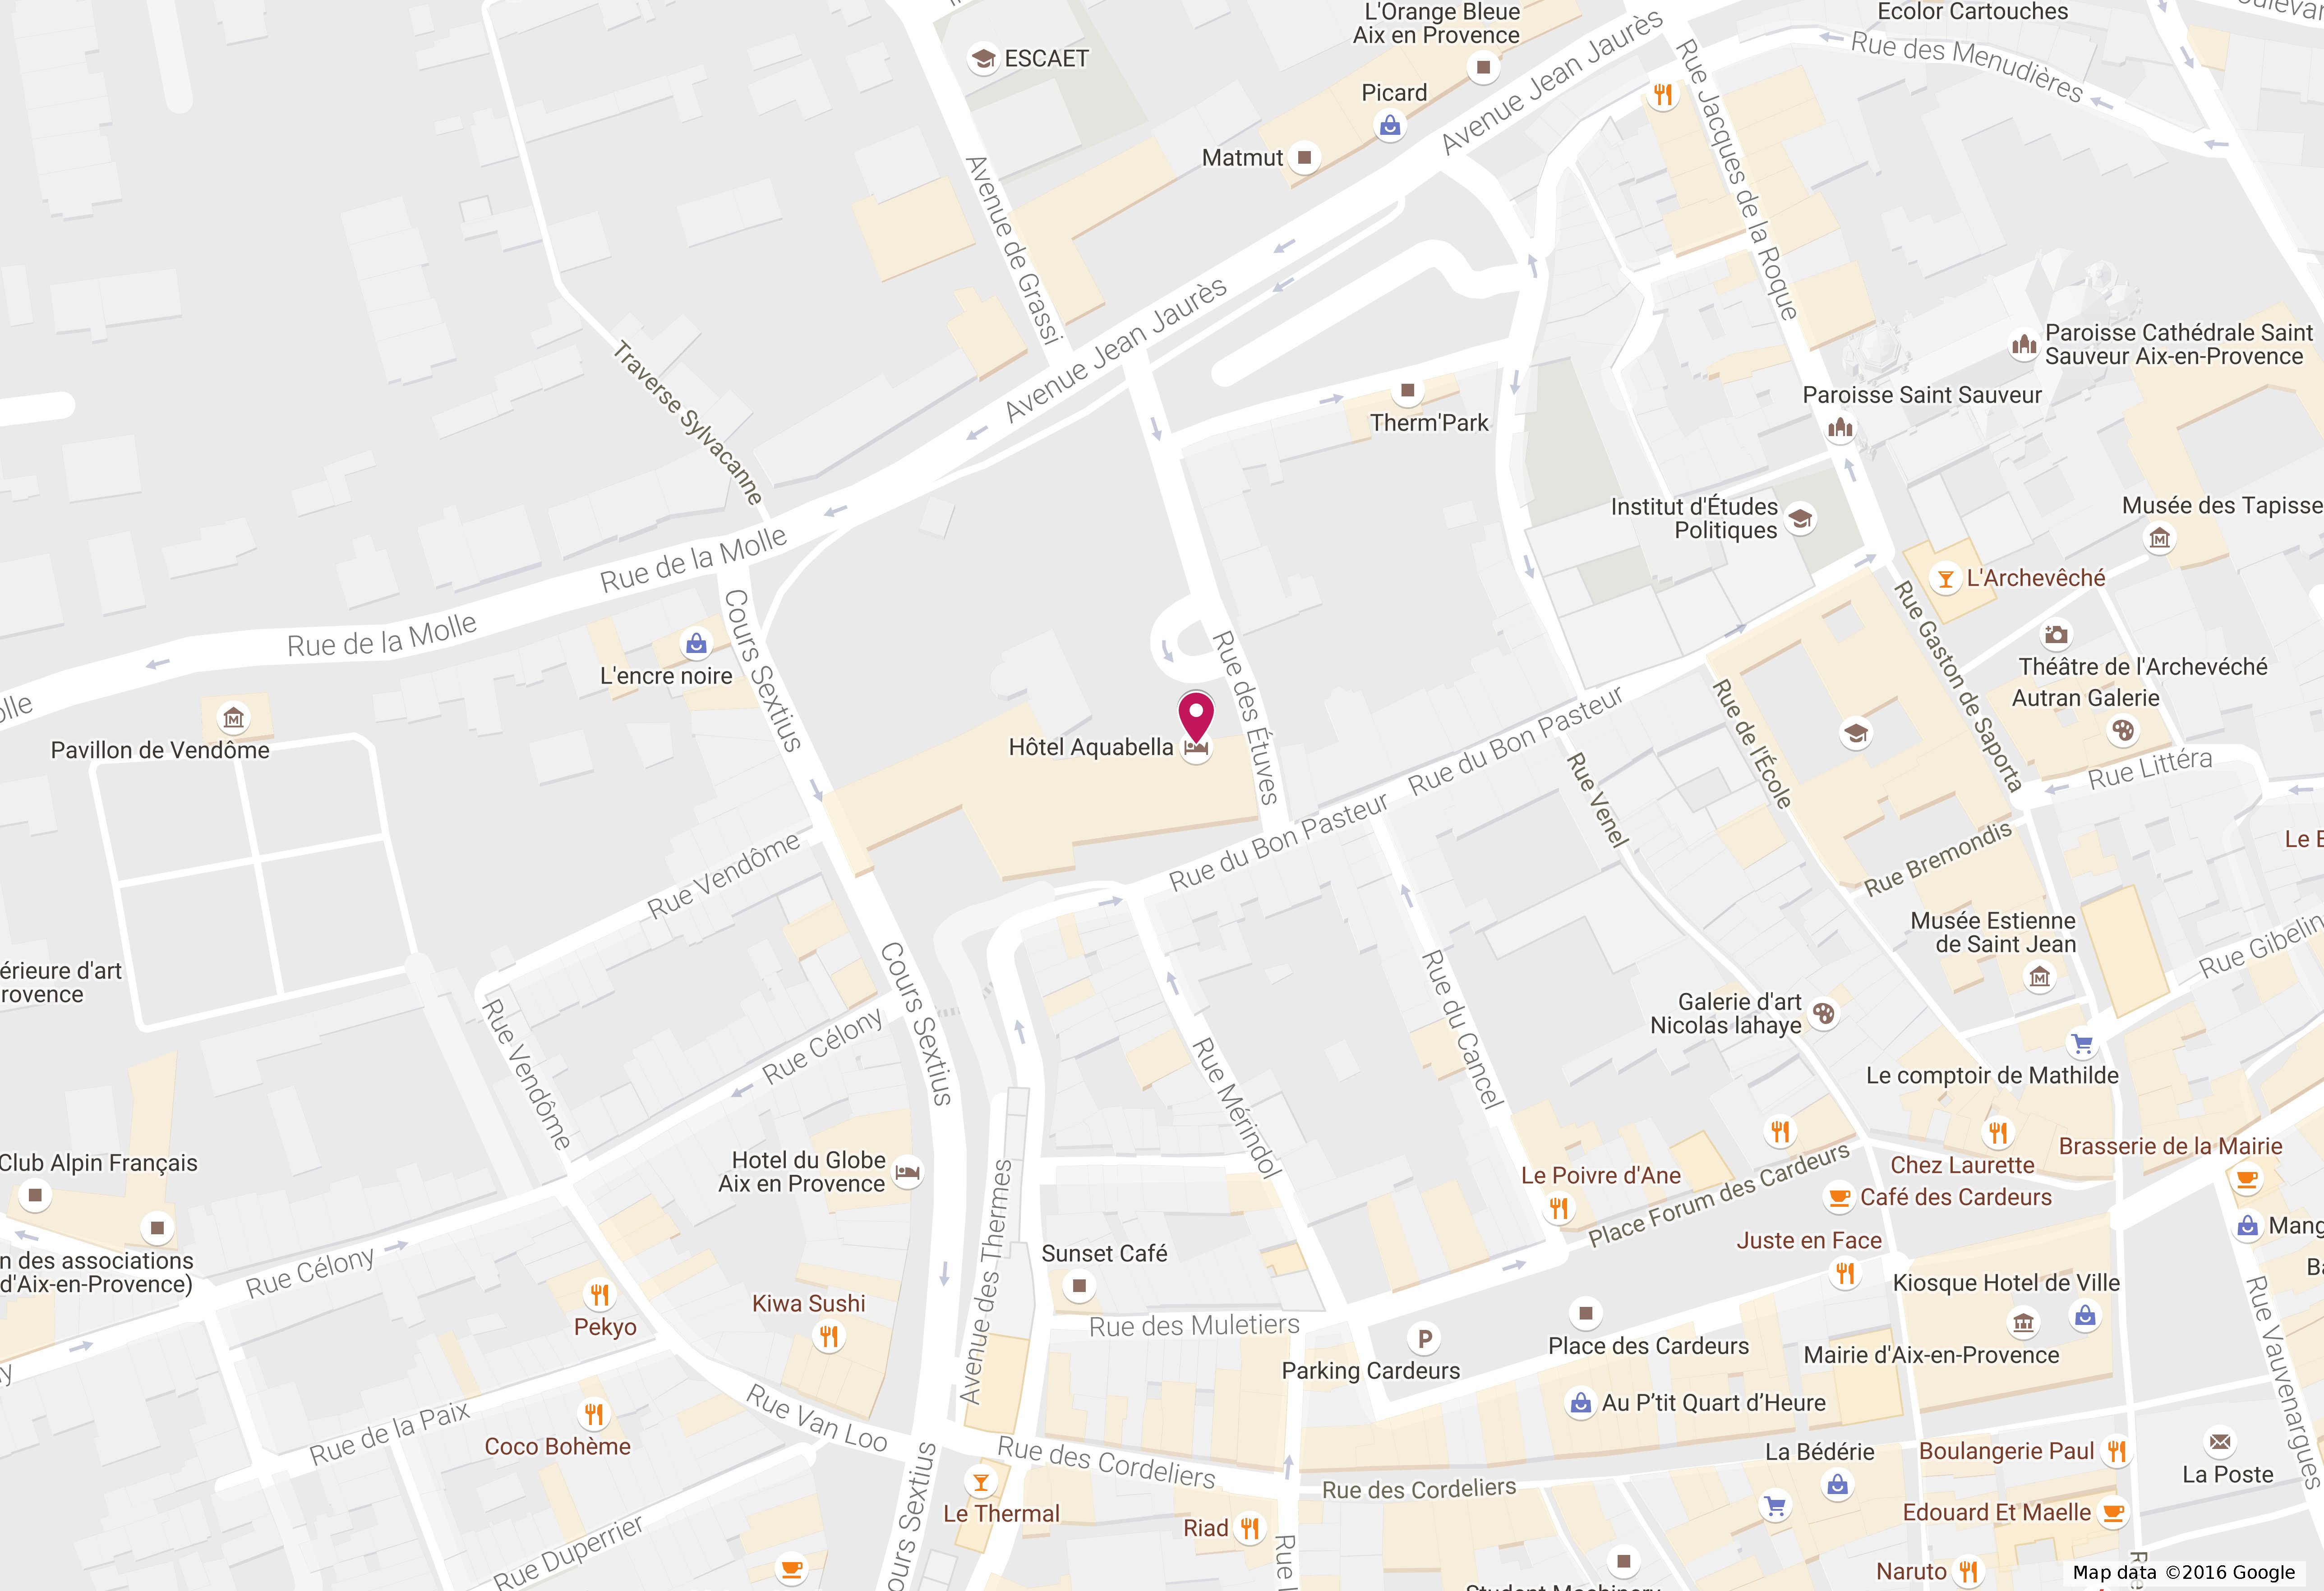 L'Orange Bleue
Aix en Provence
Ecolor Cartouches
ESCAET
Picard
Matmut
Avenue Jean Jaurès
Rue des Menudières
Rue Jacques de la Roque
Avenue de Grassi
Avenue Jean Jaurès
Traverse Sylvacanne
Paroisse Cathédrale Saint
Sauveur Aix-en-Provence
Paroisse Saint Sauveur
Therm'Park
Institut d'Études
Politiques
Musée des Tapisse
Rue de la Molle
Rue de la Molle
L'Archevêché
Cours Sextius
L'encre noire
Rue des Étuves
Rue Gaston de Saporta
Théâtre de l'Archevéché
Autran Galerie
Pavillon de Vendôme
Hôtel Aquabella
Rue du Bon Pasteur
Rue de l'École
Rue Littéra
Rue Venel
Rue du Bon Pasteur
Rue Vendôme
Rue Bremondis
Le E
Musée Estienne
de Saint Jean
Rue Gibelin
érieure d'art
rovence
Cours Sextius
Rue du Cancel
Galerie d'art
Nicolas lahaye
Rue Vendôme
Rue Célony
Rue Mérindol
Le comptoir de Mathilde
Club Alpin Français
Hotel du Globe
Aix en Provence
Avenue des Thermes
Le Poivre d'Ane
Place Forum des Cardeurs
Chez Laurette
Brasserie de la Mairie
Café des Cardeurs
Mang
n des associations
d'Aix-en-Provence)
Rue Célony
Sunset Café
Juste en Face
Kiosque Hotel de Ville
Pekyo
Kiwa Sushi
Rue des Muletiers
P
Parking Cardeurs
Place des Cardeurs
Mairie d'Aix-en-Provence
Rue Vauvenargues
Au P'tit Quart d'Heure
Rue de la Paix
Coco Bohème
Rue Van Loo
Rue des Cordeliers
Rue des Cordeliers
La Bédérie
Boulangerie Paul
La Poste
Le Thermal
Riad
Edouard Et Maelle
Rue Duperrier
Cours Sextius
Naruto
Map data ©2016 Google